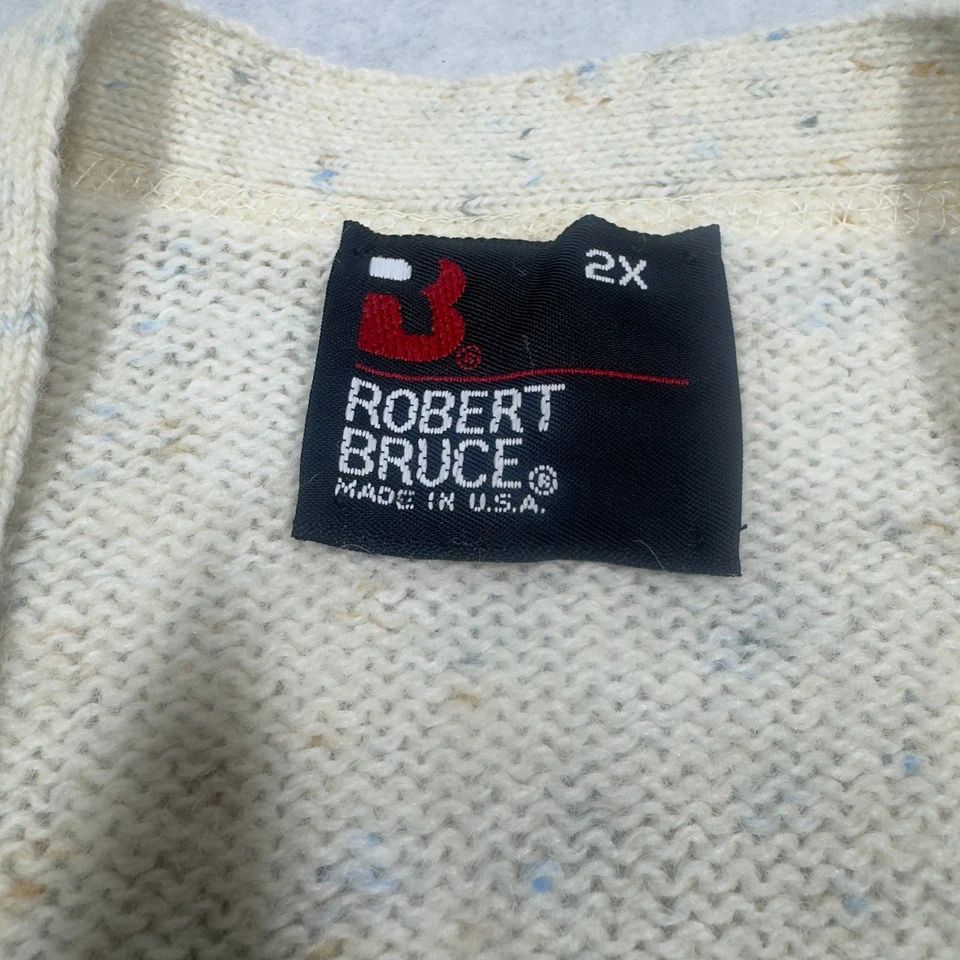 2X
B®
ROBERT
BRUCE®
MADE IN U.S.A.